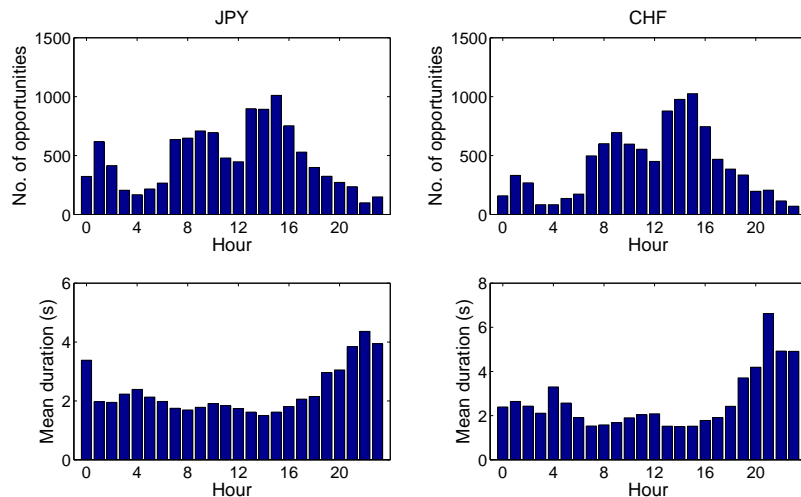 JPY
1500
1000
500
0
No. of opportunities
0 4 8 12 16 20
Hour
CHF
1500
1000
500
0
No. of opportunities
0 4 8 12 16 20
Hour
6
4
2
0
Mean duration (s)
0 4 8 12 16 20
Hour
8
6
4
2
0
Mean duration (s)
0 4 8 12 16 20
Hour